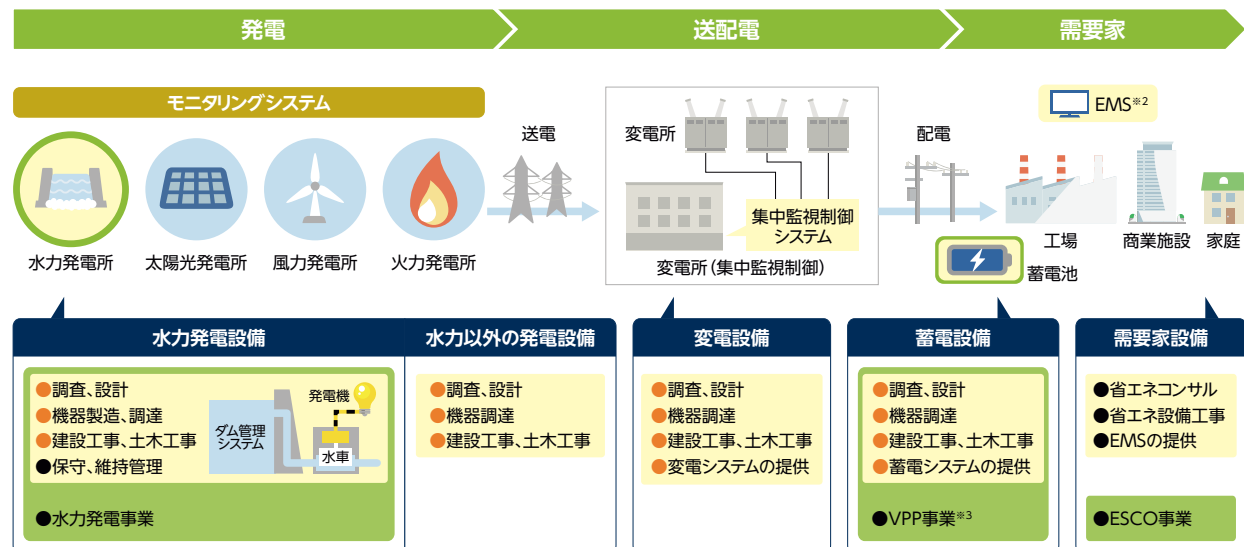 発電
送配電
需要家
モニタリングシステム
EMS※2
送電
変電所
配電
集中監視制御
システム
水力発電所
太陽光発電所
風力発電所
火力発電所
変電所(集中監視制御)
工場
商業施設
家庭
蓄電池
水力発電設備
●調査、設計
●機器製造、調達
●建設工事、土木工事
●保守、維持管理
ダム管理
システム
発電機
水車
●水力発電事業
水力以外の発電設備
●調査、設計
●機器調達
●建設工事、土木工事
変電設備
●調査、設計
●機器調達
●建設工事、土木工事
●変電システムの提供
蓄電設備
●調査、設計
●機器調達
●建設工事、土木工事
●蓄電システムの提供
●VPP事業※3
需要家設備
●省エネコンサル
●省エネ設備工事
●EMSの提供
●ESCO事業